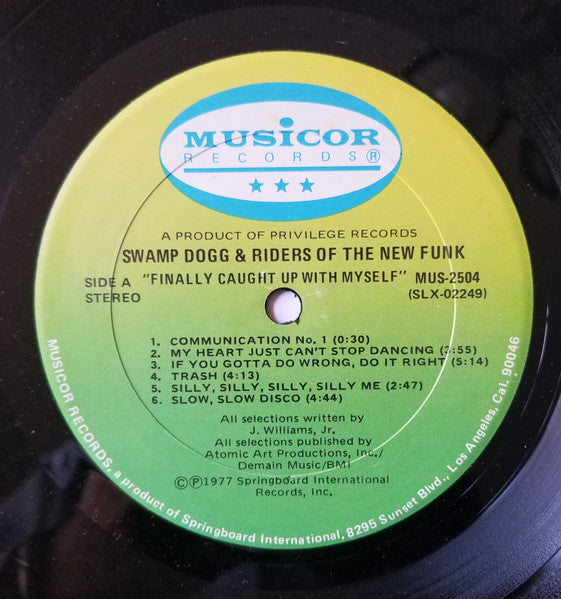 MUSICOR
RECORDS®
A PRODUCT OF PRIVILEGE RECORDS
SWAMP DOGG & RIDERS OF THE NEW FUNK
SIDE A "FINALLY CAUGHT UP WITH MYSELF" MUS-2504
STEREO (SLX-02249)
1. COMMUNICATION No. 1 (0:30)
2. MY HEART JUST CAN'T STOP DANCING (3:55)
3. IF YOU GOTTA DO WRONG, DO IT RIGHT (5:14)
4. TRASH (4:13)
5. SILLY, SILLY, SILLY, SILLY ME (2:47)
6. SLOW, SLOW DISCO (4:44)
All selections written by
J. Williams, Jr.
All selections published by
Atomic Art Productions, Inc./
Demain Music/BMI
©℗1977 Springboard International
Records, Inc.
MUSICOR RECORDS, a product of Springboard International, 8295 Sunset Blvd., Los Angeles, Cal. 90046